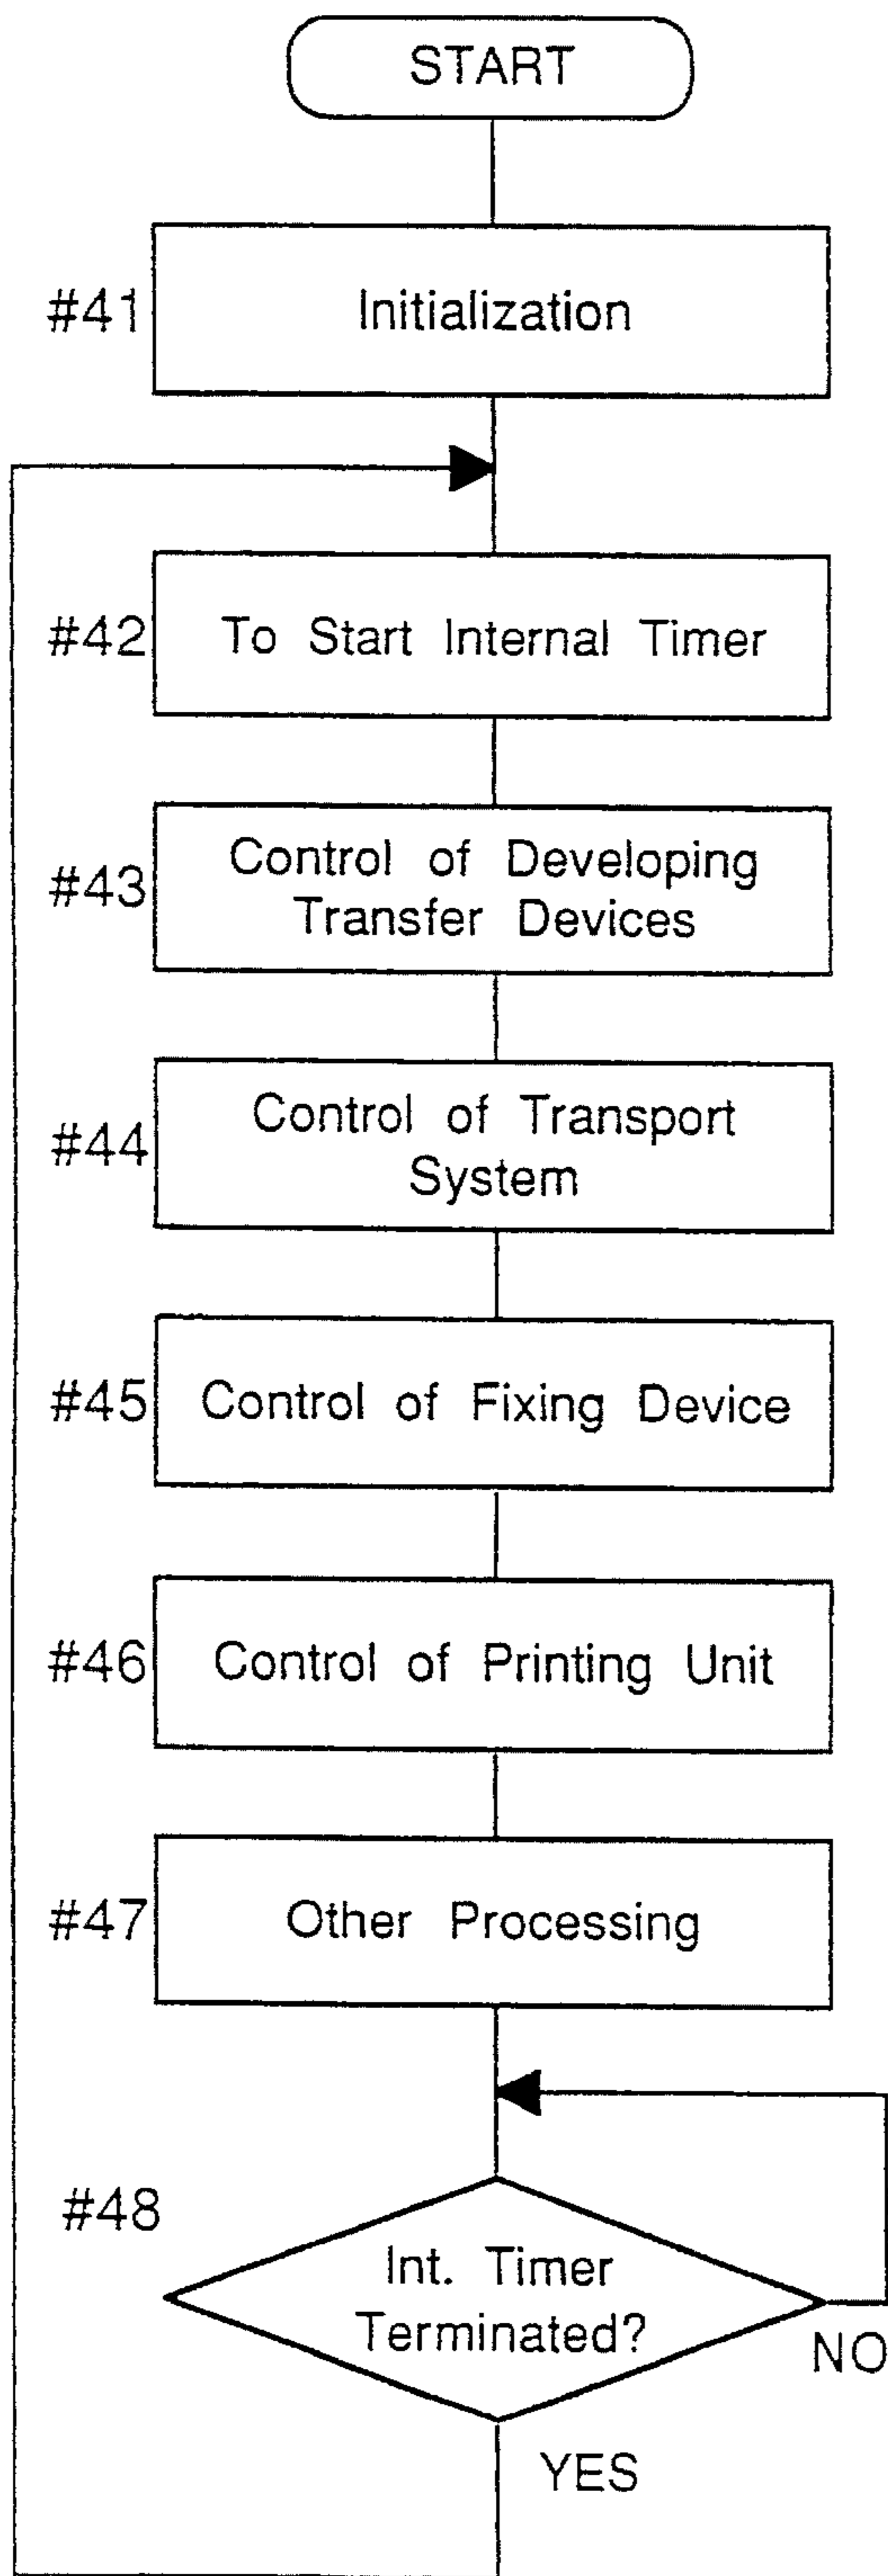 START
#41
Initialization
#42
To Start Internal Timer
#43
Control of Developing
Transfer Devices
#44
Control of Transport
System
#45
Control of Fixing Device
#46
Control of Printing Unit
#47
Other Processing
#48
Int. Timer
Terminated?
NO
YES